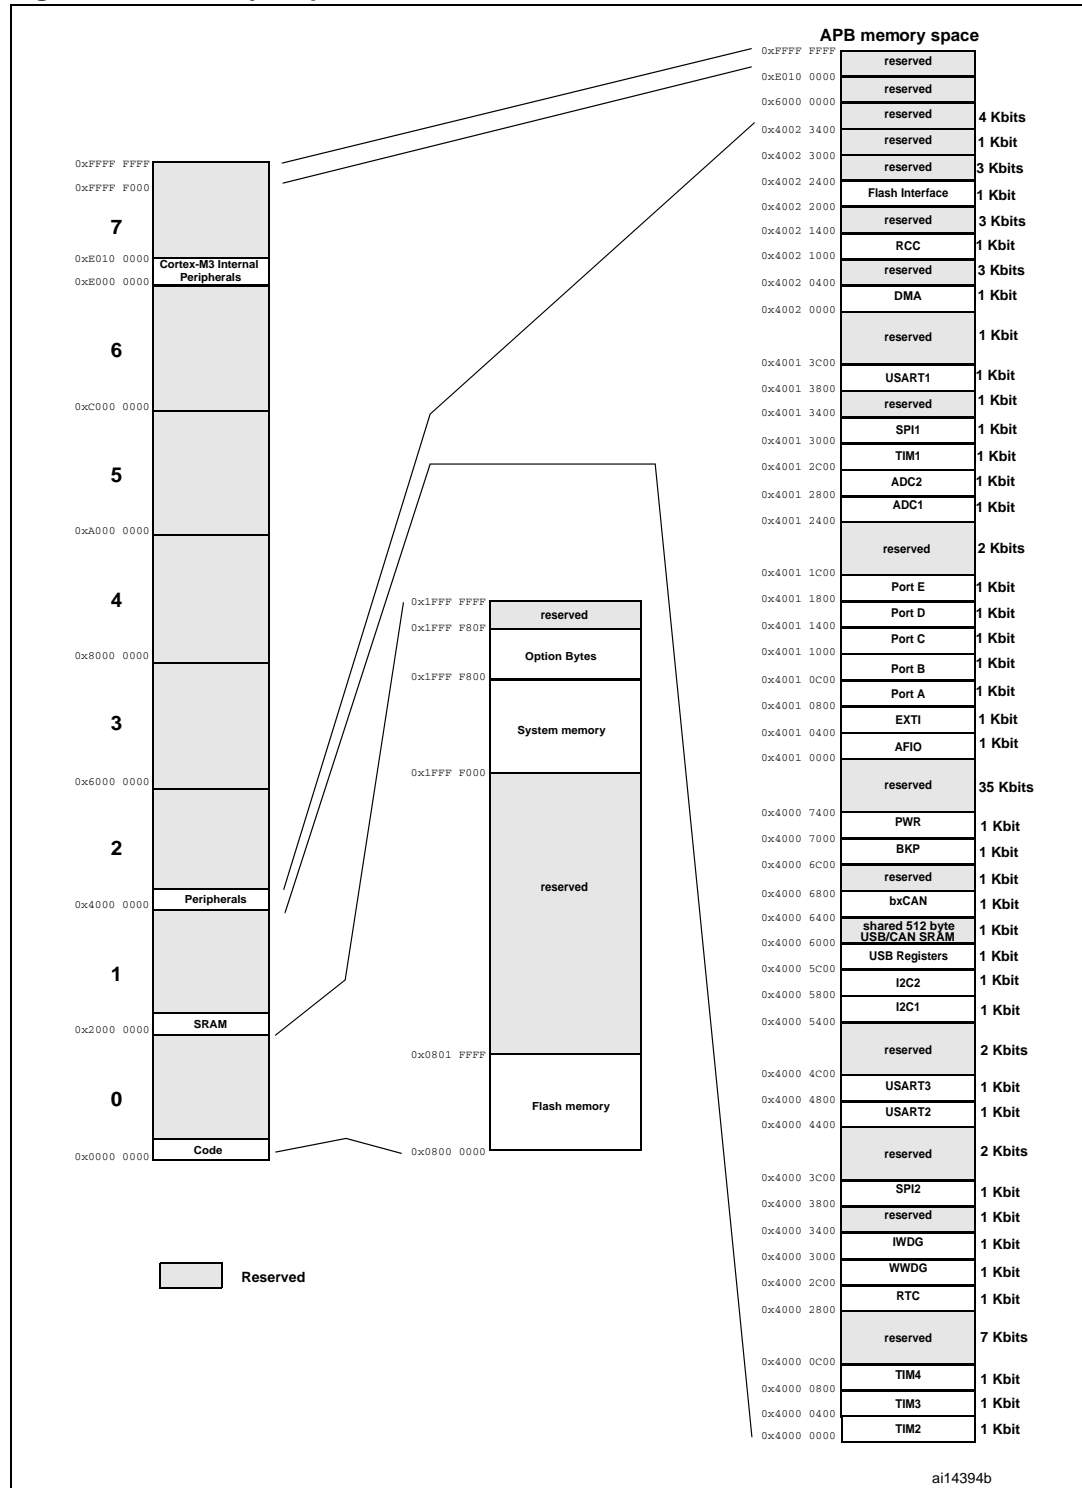 APB memory space
0xFFFF FFFF
reserved
0xE010 0000
reserved
0x6000 0000
reserved
4 Kbits
0x4002 3400
reserved
1 Kbit
0x4002 3000
reserved
3 Kbits
0x4002 2400
Flash Interface
1 Kbit
0x4002 2000
reserved
3 Kbits
0x4002 1400
RCC
1 Kbit
0x4002 1000
reserved
3 Kbits
0x4002 0400
DMA
1 Kbit
0x4002 0000
reserved
1 Kbit
0x4001 3C00
USART1
1 Kbit
0x4001 3800
reserved
1 Kbit
0x4001 3400
SPI1
1 Kbit
0x4001 3000
TIM1
1 Kbit
0x4001 2C00
ADC2
1 Kbit
0x4001 2800
ADC1
1 Kbit
0x4001 2400
reserved
2 Kbits
0x4001 1C00
Port E
1 Kbit
0x4001 1800
Port D
1 Kbit
0x4001 1400
Port C
1 Kbit
0x4001 1000
Port B
1 Kbit
0x4001 0C00
Port A
1 Kbit
0x4001 0800
EXTI
1 Kbit
0x4001 0400
AFIO
1 Kbit
0x4001 0000
reserved
35 Kbits
0x4000 7400
PWR
1 Kbit
0x4000 7000
BKP
1 Kbit
0x4000 6C00
reserved
1 Kbit
0x4000 6800
bxCAN
1 Kbit
0x4000 6400
shared 512 byte
USB/CAN SRAM
1 Kbit
0x4000 6000
USB Registers
1 Kbit
0x4000 5C00
I2C2
1 Kbit
0x4000 5800
I2C1
1 Kbit
0x4000 5400
reserved
2 Kbits
0x4000 4C00
USART3
1 Kbit
0x4000 4800
USART2
1 Kbit
0x4000 4400
reserved
2 Kbits
0x4000 3C00
SPI2
1 Kbit
0x4000 3800
reserved
1 Kbit
0x4000 3400
IWDG
1 Kbit
0x4000 3000
WWDG
1 Kbit
0x4000 2C00
RTC
1 Kbit
0x4000 2800
reserved
7 Kbits
0x4000 0C00
TIM4
1 Kbit
0x4000 0800
TIM3
1 Kbit
0x4000 0400
TIM2
1 Kbit
0x4000 0000
0xFFFF FFFF
0xFFFF F000
7
0xE010 0000
Cortex-M3 Internal
Peripherals
0xE000 0000
6
0xC000 0000
5
0xA000 0000
4
0x8000 0000
3
0x6000 0000
2
Peripherals
0x4000 0000
1
SRAM
0x2000 0000
0
Code
0x0000 0000
0x1FFF FFFF
reserved
0x1FFF F80F
Option Bytes
0x1FFF F800
System memory
0x1FFF F000
reserved
0x0801 FFFF
Flash memory
0x0800 0000
Reserved
ai14394b